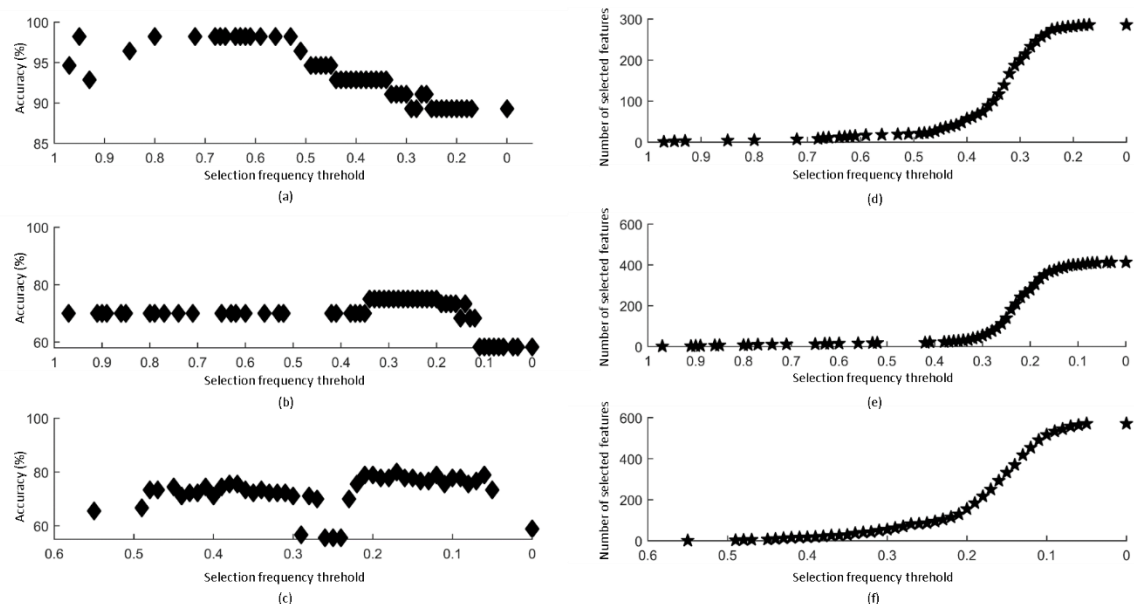 100
95
90
85
Accuracy (%)
1 0.9 0.8 0.7 0.6 0.5 0.4 0.3 0.2 0
Selection frequency threhold
(a)
300
200
100
0
Number of selected features
1 0.9 0.8 0.7 0.6 0.5 0.4 0.3 0
Selection frequency threhold
(d)
100
80
60
Accuracy (%)
1 0.9 0.8 0.7 0.6 0.5 0.4 0.3 0.2 0.1 0
Selection frequency threhold
(b)
600
400
200
0
Number of selected features
1 0.9 0.8 0.7 0.6 0.5 0.4 0.3 0.2 0.1 0
Selection frequency threhold
(e)
100
80
60
Accuracy (%)
0.6 0.5 0.4 0.3 0.2 0.1 0
Selection frequency threhold
(c)
600
400
200
0
Number of selected features
0.6 0.5 0.4 0.3 0.2 0.1 0
Selection frequency threhold
(f)